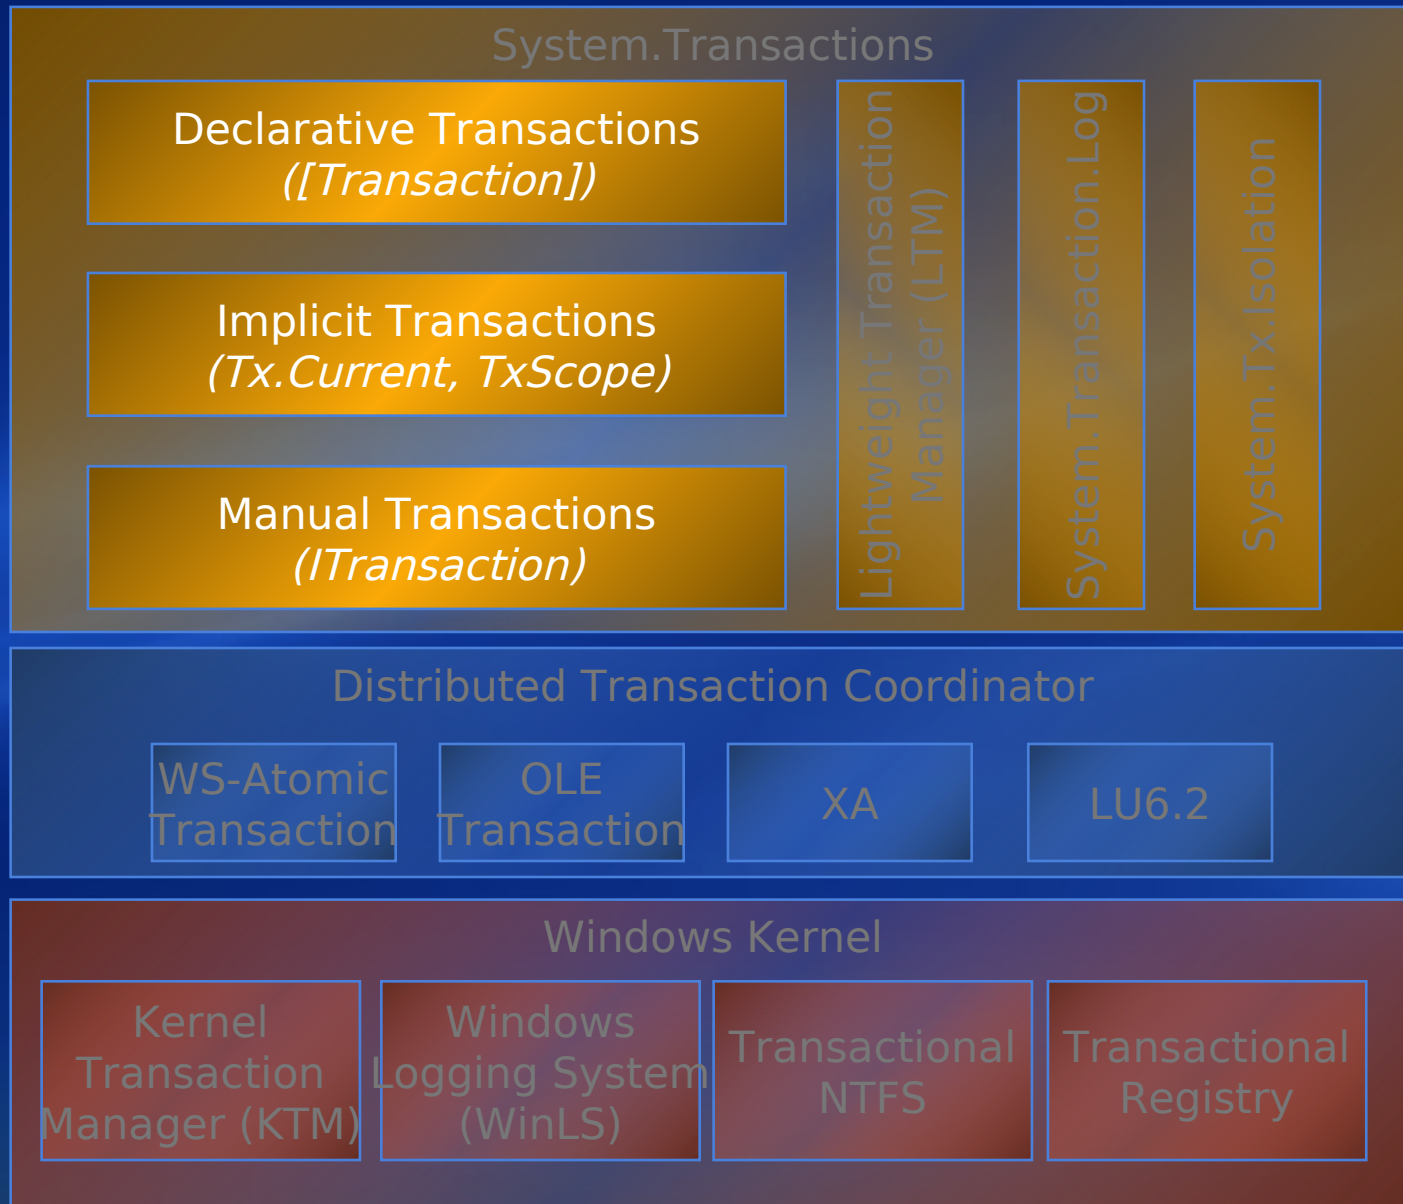 System.Transactions
Declarative Transactions
([Transaction])
Implicit Transactions
(Tx.Current, TxScope)
Manual Transactions
(ITransaction)
Lightweight Transaction
Manager (LTM)
System.Transaction.Log
System.Tx.Isolation
Distributed Transaction Coordinator
WS-Atomic
Transaction
OLE
Transaction
XA
LU6.2
Windows Kernel
Kernel
Transaction
Manager (KTM)
Windows
Logging System
(WinLS)
Transactional
NTFS
Transactional
Registry